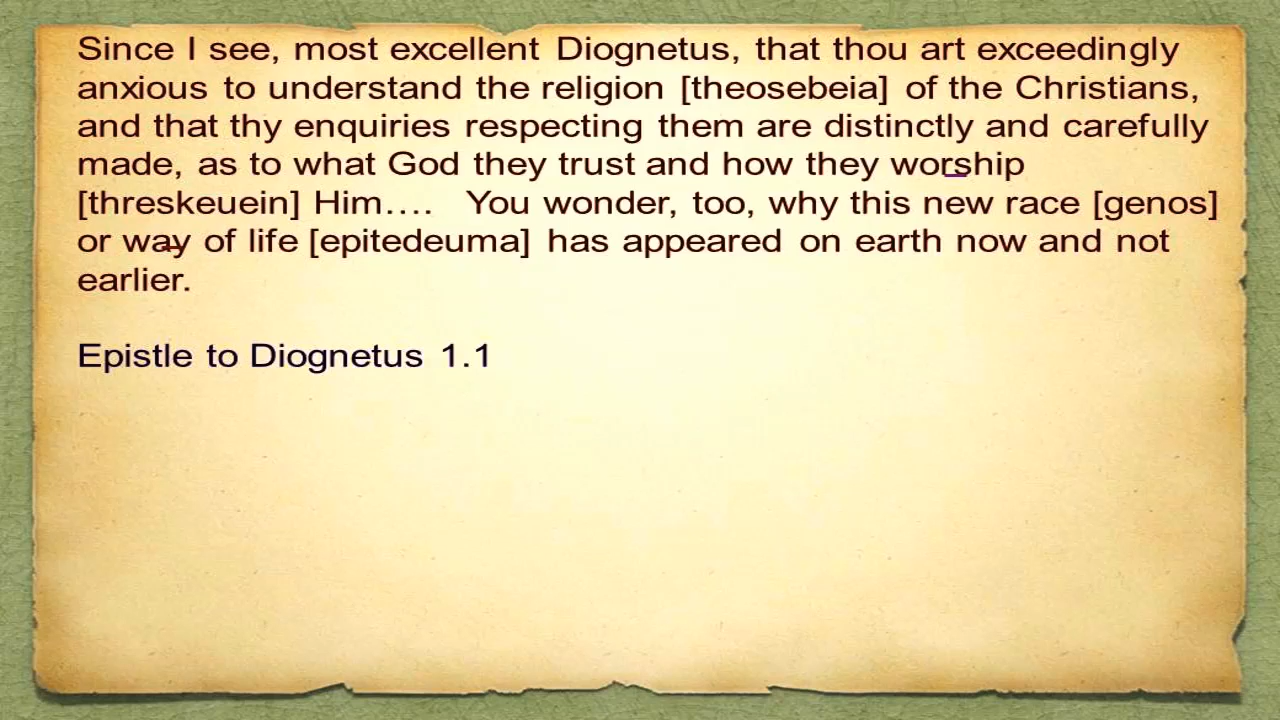 Since I see, most excellent Diognetus, that thou art exceedingly
anxious to understand the religion [theosebeia] of the Christians,
and that thy enquiries respecting them are distinctly and carefully
made, as to what God they trust and how they worship
[threskeuein] Him.... You wonder, too, why this new race [genos]
or way of life [epitedeuma] has appeared on earth now and not
earlier.
Epistle to Diognetus 1.1